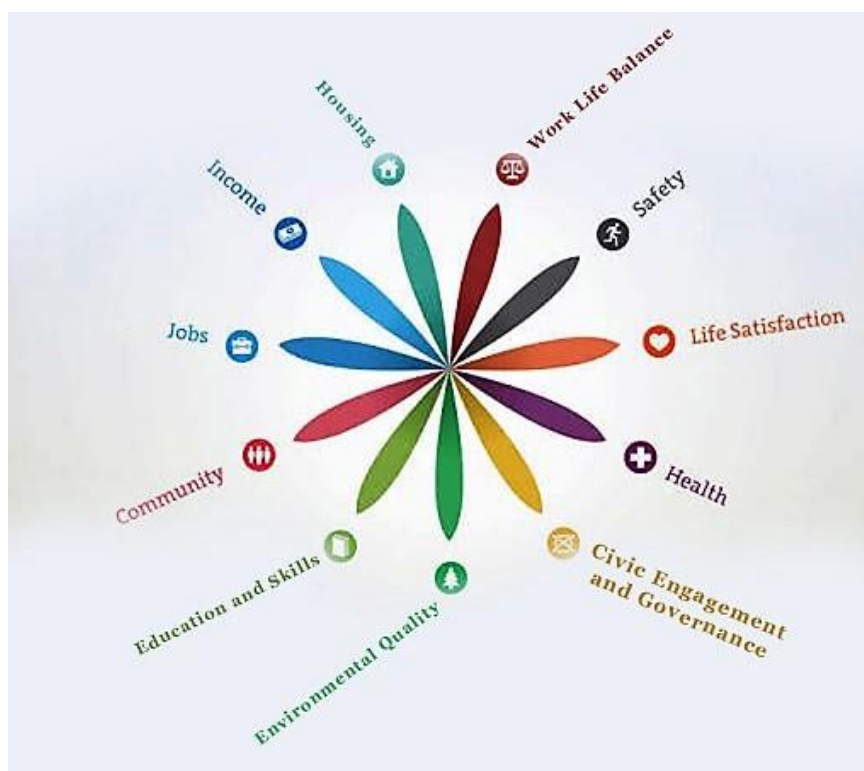 Housing
Work Life Balance
Income
Safety
Jobs
Life Satisfaction
Community
Health
Education and Skills
Civic Engagement
and Governance
Environmental Quality